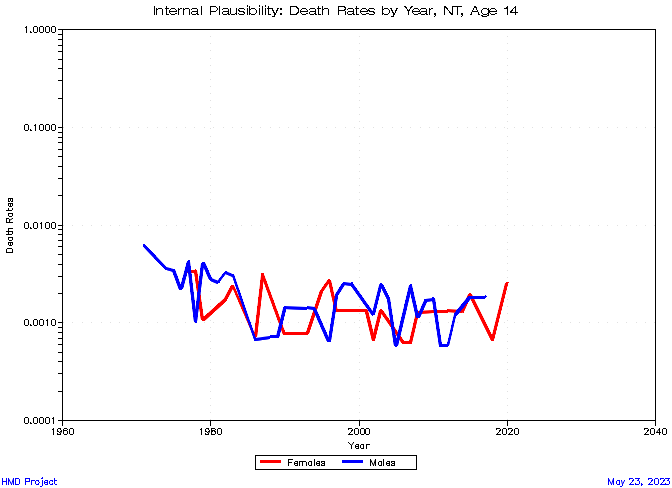 Internal Plausibility: Death Rates by Year, NT, Age 14
1.0000
0.1000
0.0100
0.0010
0.0001
Death Rates
1960
1980
2000
2020
2040
Year
Females
Males
HMD Project
May 23, 2023